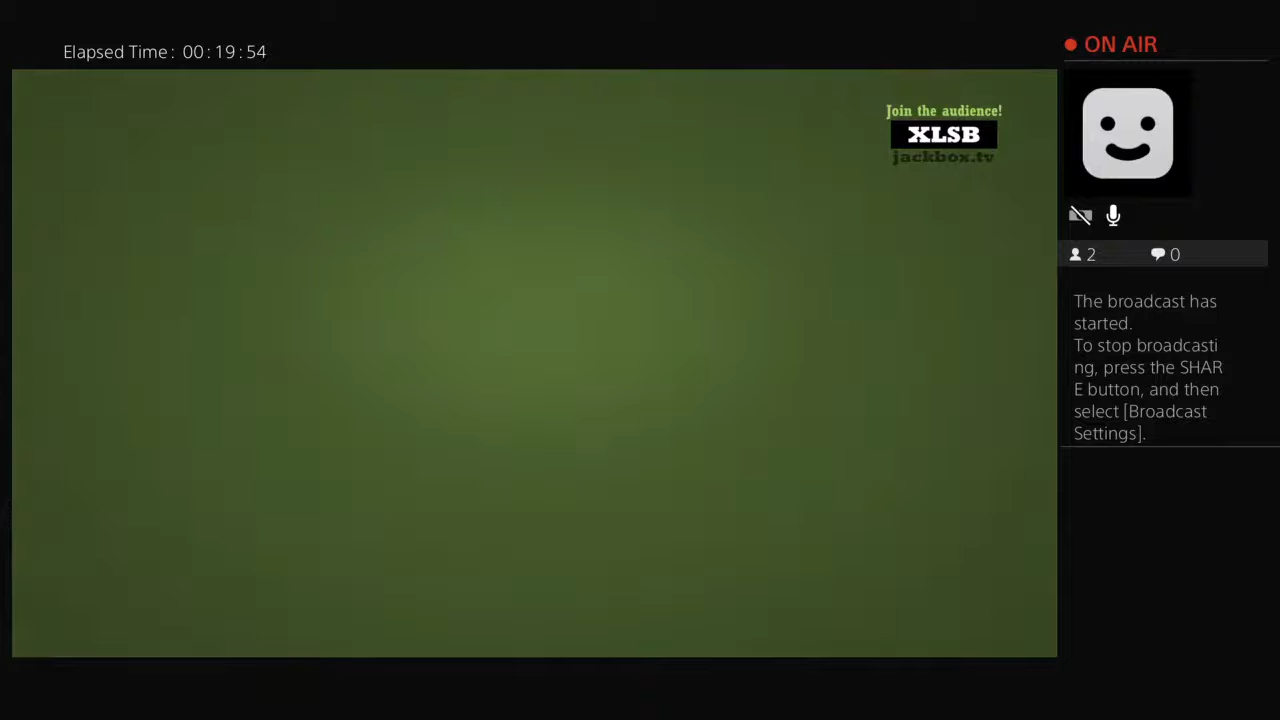 Elapsed Time: 00:19:54
ON AIR
Join the audience!
XLSB
jackbox.tv
2
0
The broadcast has
started.
To stop broadcasti
ng, press the SHAR
E button, and then
select [Broadcast
Settings].